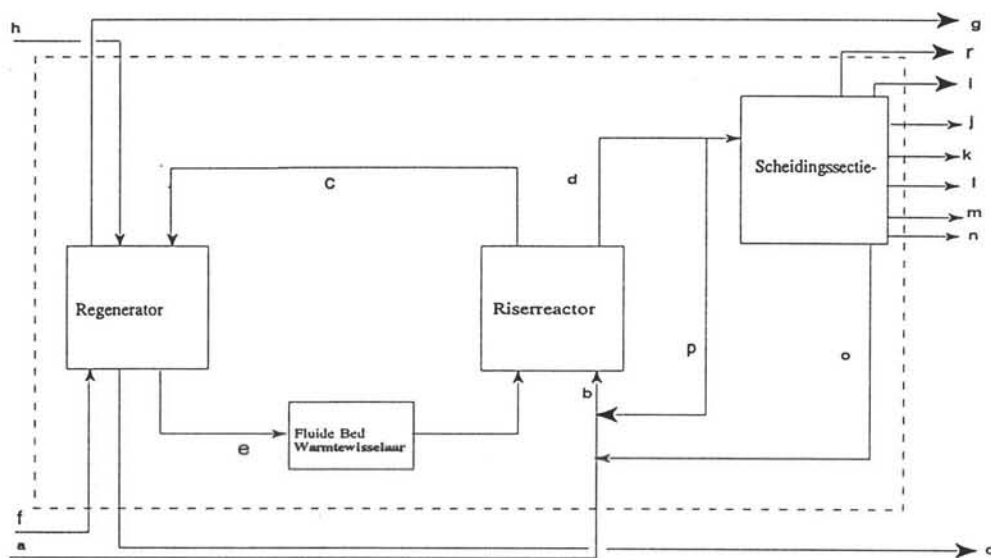 g
h
r
i
j
Scheidingssectie-
k
d
C
l
m
n
Regenerator
Riserreactor
p
o
b
Fluide Bed
Warmtewisselaar
e
f
a